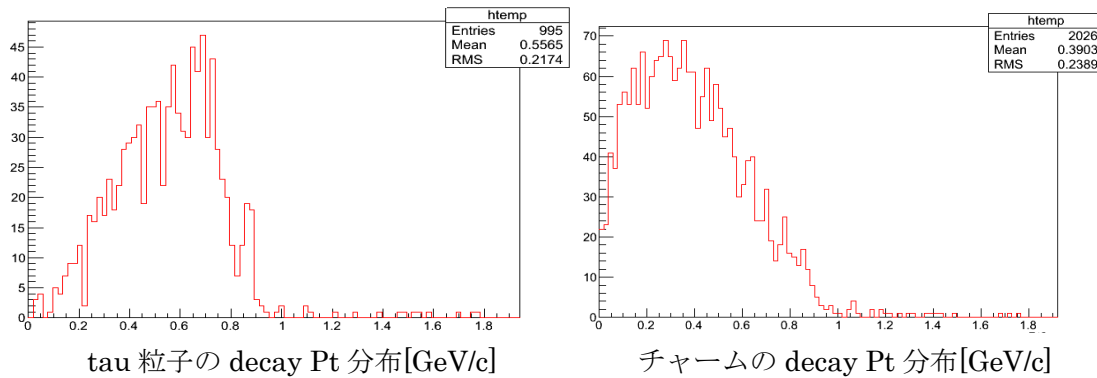 htemp
Entries 995
Mean 0.5565
RMS 0.2174
45
40
35
30
25
20
15
10
5
0
0 0.2 0.4 0.6 0.8 1 1.2 1.4 1.6 1.8
tau 粒子の decay Pt 分布[GeV/c]
htemp
Entries 2026
Mean 0.3903
RMS 0.2389
70
60
50
40
30
20
10
0
0 0.2 0.4 0.6 0.8 1 1.2 1.4 1.6 1.8
チャームの decay Pt 分布[GeV/c]